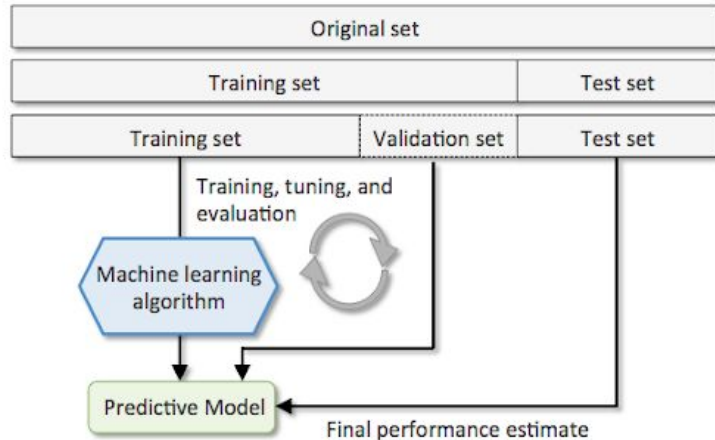 Original set
Training set
Test set
Training set
Validation set
Test set
Training, tuning, and
evaluation
Machine learning
algorithm
Predictive Model
Final performance estimate